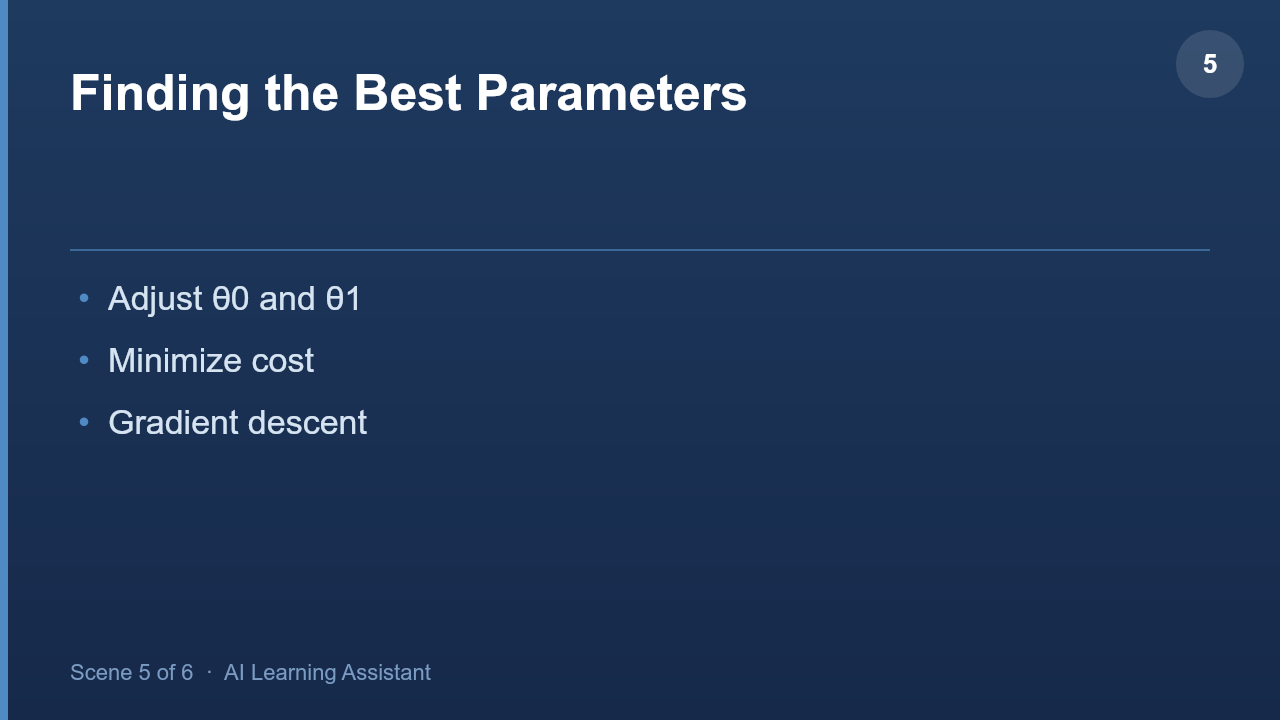 5
Finding the Best Parameters
• Adjust θ0 and θ1
• Minimize cost
• Gradient descent
Scene 5 of 6 · AI Learning Assistant